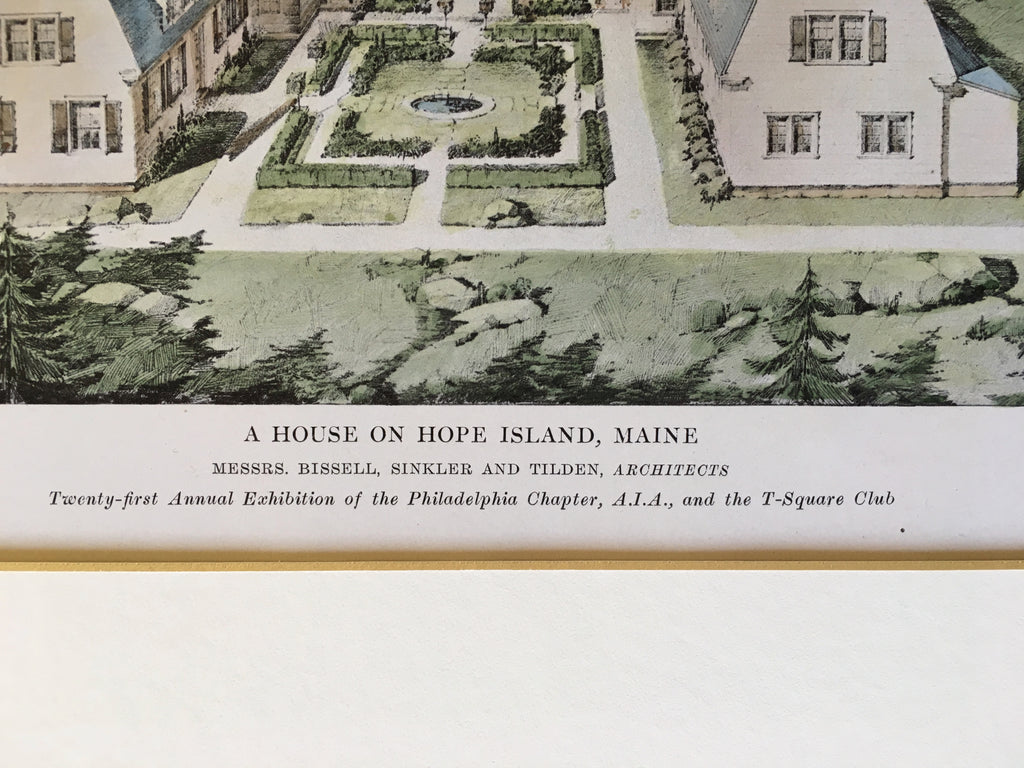 A HOUSE ON HOPE ISLAND, MAINE
MESSRS. BISSELL, SINKLER AND TILDEN, ARCHITECTS
Twenty-first Annual Exhibition of the Philadelphia Chapter, A.I.A., and the T-Square Club